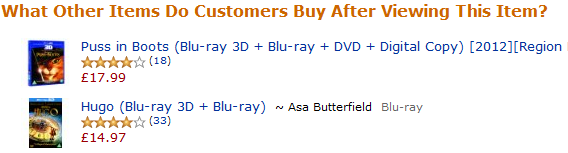 What Other Items Do Customers Buy After Viewing This Item?
Puss in Boots (Blu-ray 3D + Blu-ray + DVD + Digital Copy) [2012][Region
(18)
£17.99
Hugo (Blu-ray 3D + Blu-ray) ~ Asa Butterfield Blu-ray
(33)
£14.97